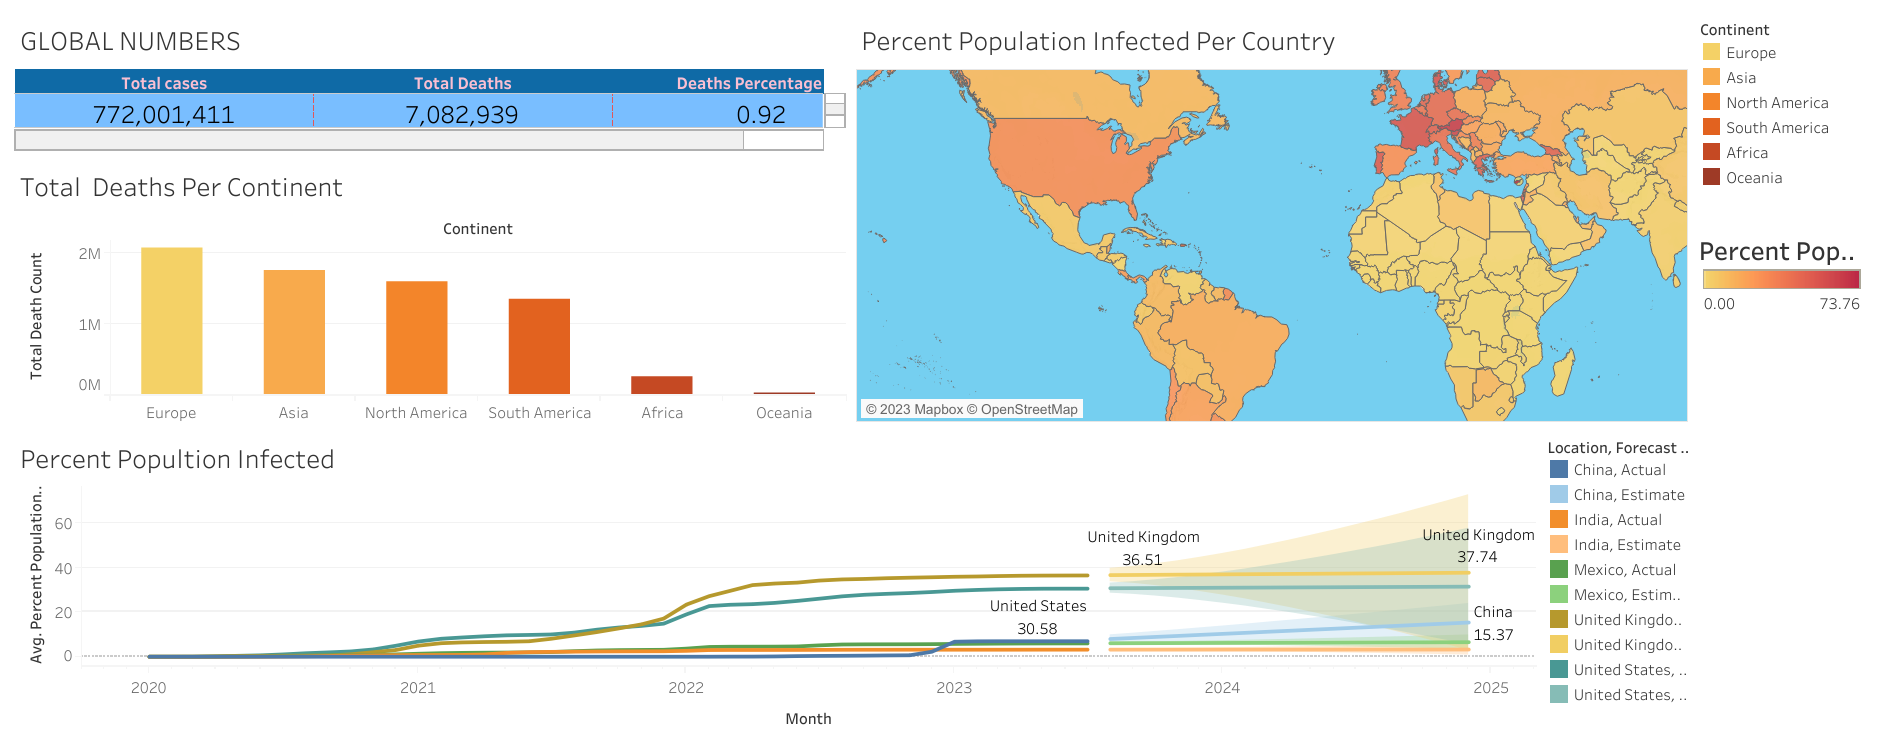 GLOBAL NUMBERS
Total cases Total Deaths Deaths Percentage
772,001,411 7,082,939 0.92
Total Deaths Per Continent
Continent
Total Death Count
2M
1M
0M
Europe Asia North America South America Africa Oceania
Percent Population Infected Per Country
© 2023 Mapbox © OpenStreetMap
Continent
Europe
Asia
North America
South America
Africa
Oceania
Percent Pop..
0.00 73.76
Percent Popultion Infected
Avg. Percent Population..
60
40
20
0
United Kingdom
36.51
United States
30.58
United Kingdom
37.74
China
15.37
2020 2021 2022 2023 2024 2025
Month
Location, Forecast ..
China, Actual
China, Estimate
India, Actual
India, Estimate
Mexico, Actual
Mexico, Estim..
United Kingdo..
United Kingdo..
United States, ..
United States, ..